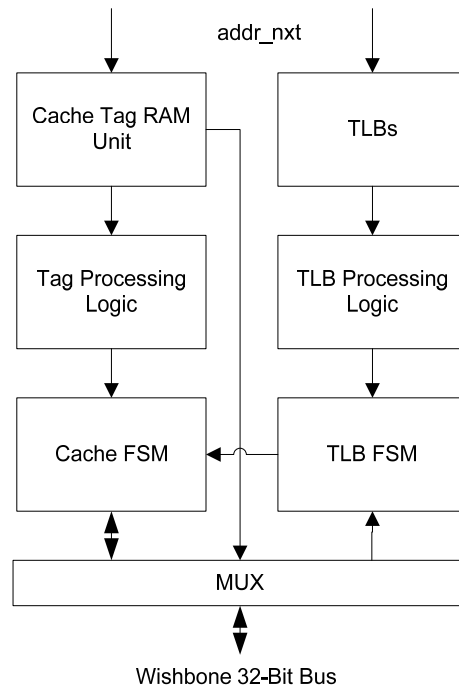 addr_nxt
Cache Tag RAM
Unit
TLBs
Tag Processing
Logic
TLB Processing
Logic
Cache FSM
TLB FSM
MUX
Wishbone 32-Bit Bus